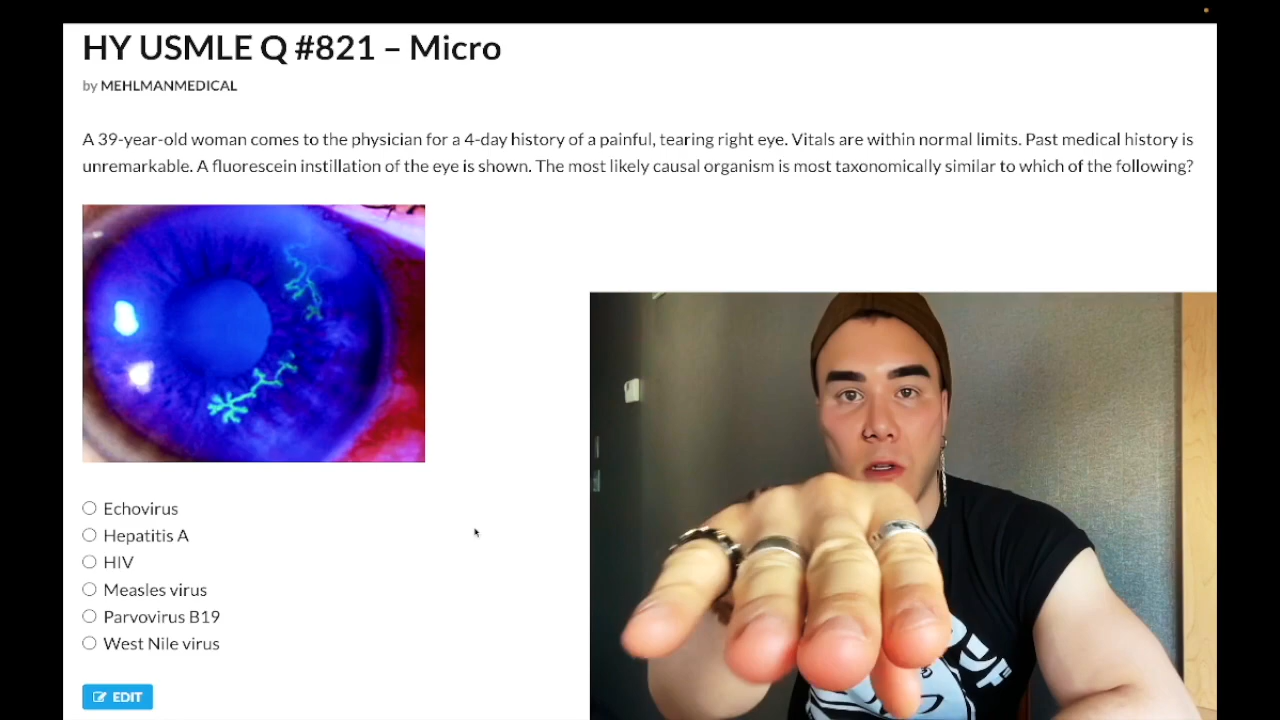 HY USMLE Q #821 – Micro
by MEHLMANMEDICAL
A 39-year-old woman comes to the physician for a 4-day history of a painful, tearing right eye. Vitals are within normal limits. Past medical history is
unremarkable. A fluorescein instillation of the eye is shown. The most likely causal organism is most taxonomically similar to which of the following?
Echovirus
Hepatitis A
HIV
Measles virus
Parvovirus B19
West Nile virus
EDIT